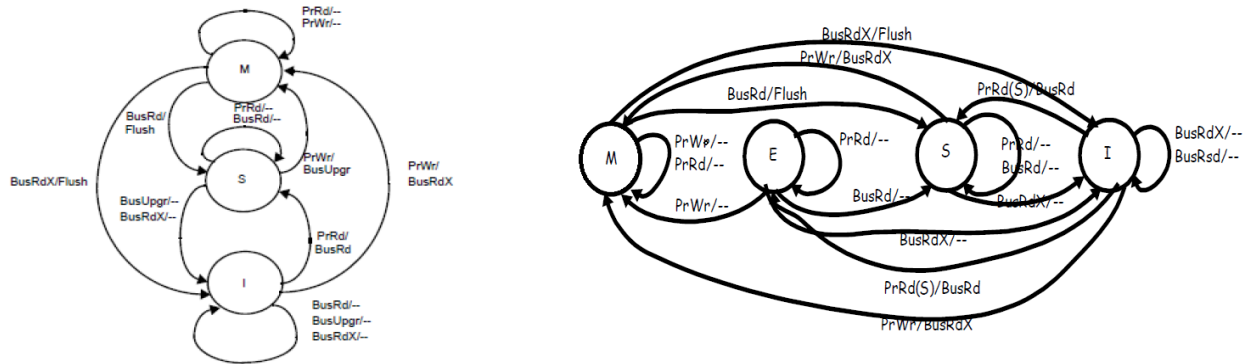 PrRd/--
PrWr/--
M
BusRd/
Flush
PrRd/--
BusRd/--
PrWr/
BusUpgr
S
BusRdX/Flush
PrWr/
BusRdX
BusUpgr/--
BusRdX/--
PrRd/
BusRd
I
BusRd/--
BusUpgr/--
BusRdX/--
BusRdX/Flush
PrWr/BusRdX
BusRd/Flush
PrRd(S)/BusRd
M
PrWr/--
PrRd/--
E
PrRd/--
S
PrRd/--
BusRd/--
I
BusRdX/--
BusRsd/--
PrWr/--
BusRd/--
BusRdX/--
BusRdX/--
PrRd(S)/BusRd
PrWr/BusRdX